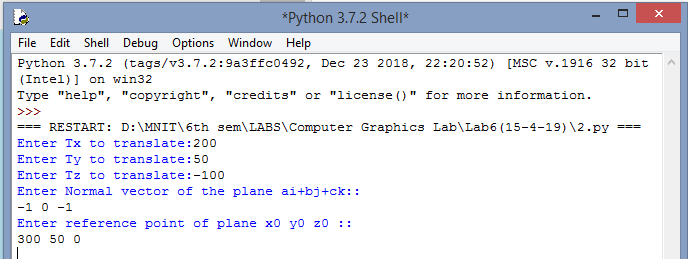 *Python 3.7.2 Shell*
File Edit Shell Debug Options Window Help
Python 3.7.2 (tags/v3.7.2:9a3ffc0492, Dec 23 2018, 22:20:52) [MSC v.1916 32 bit
(Intel)] on win32
Type "help", "copyright", "credits" or "license()" for more information.
>>>
=== RESTART: D:\MNIT\6th sem\LABS\Computer Graphics Lab\Lab6(15-4-19)\2.py ===
Enter Tx to translate:200
Enter Ty to translate:50
Enter Tz to translate:-100
Enter Normal vector of the plane ai+bj+ck::
-1 0 -1
Enter reference point of plane x0 y0 z0 ::
300 50 0